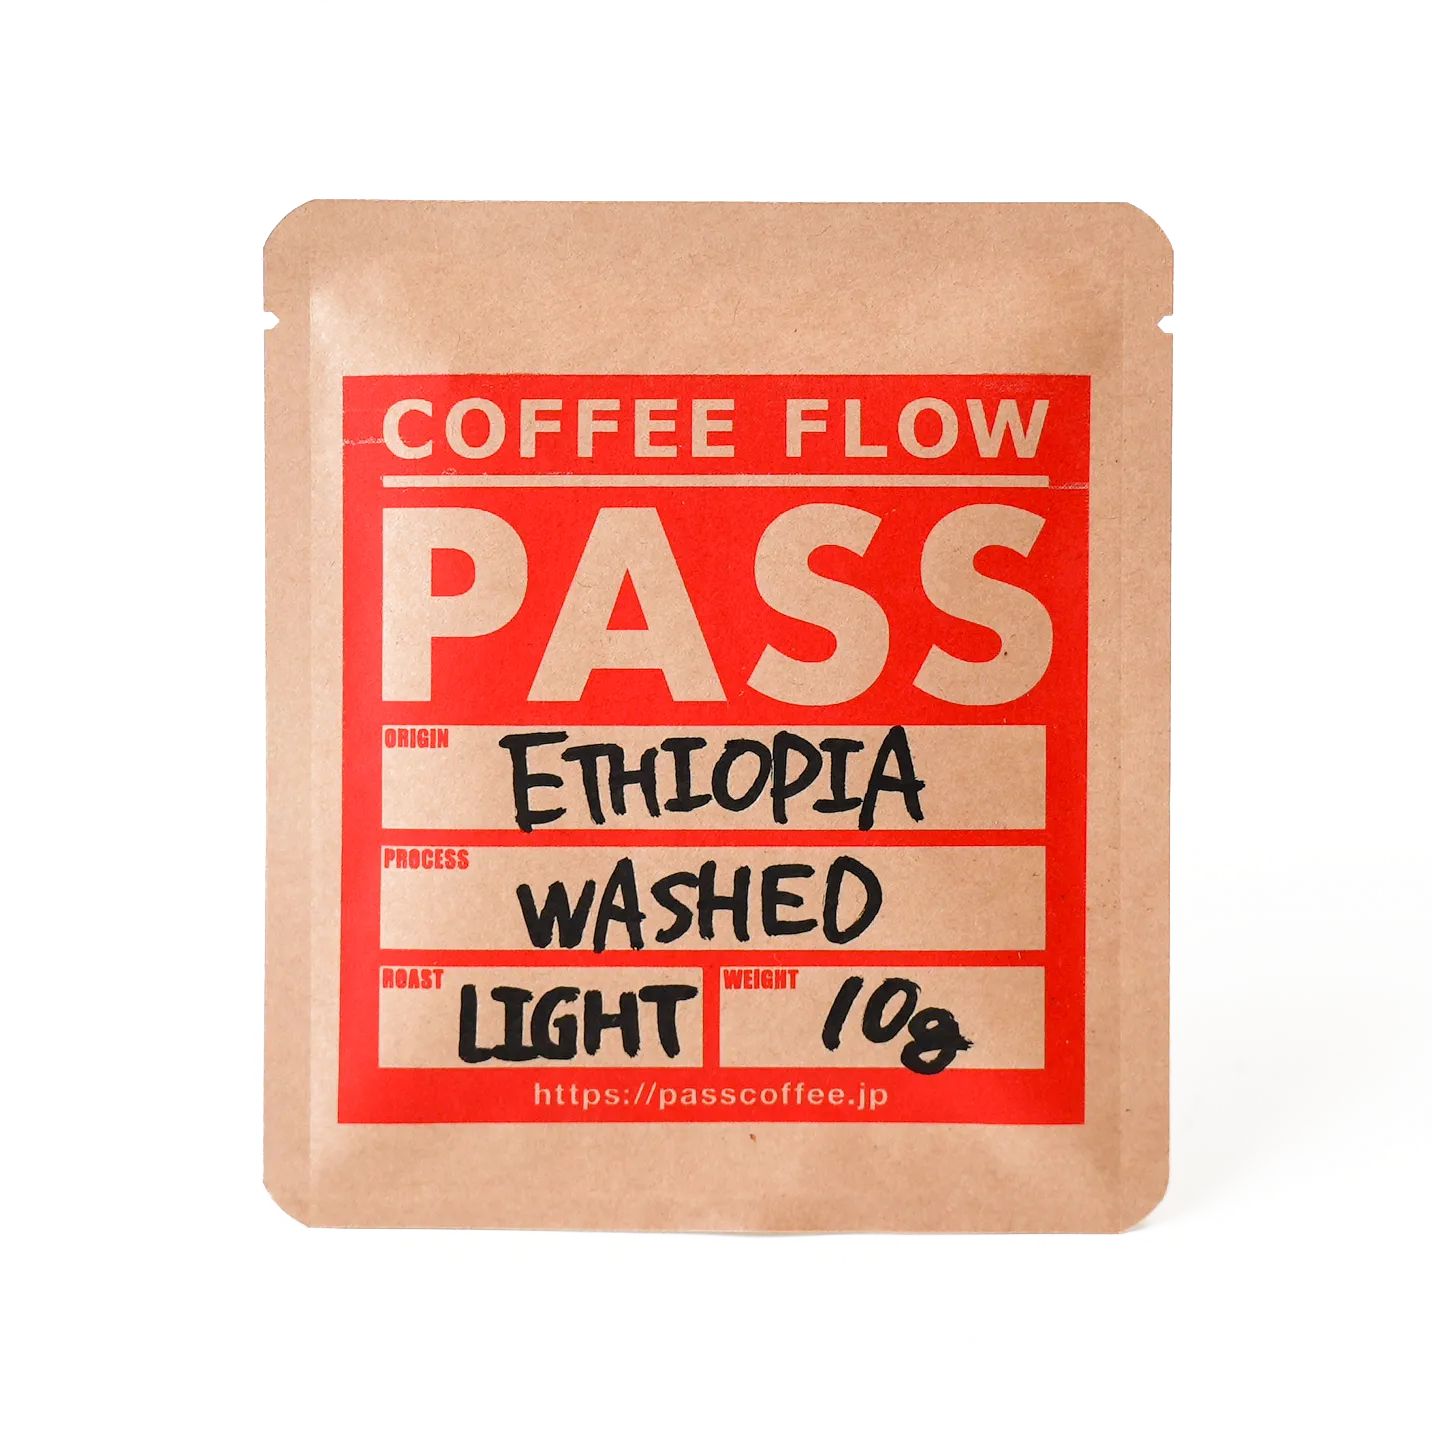 COFFEE FLOW
PASS
ORIGIN ETHIOPIA
PROCESS WASHED
ROAST LIGHT WEIGHT 10g
https://passcoffee.jp